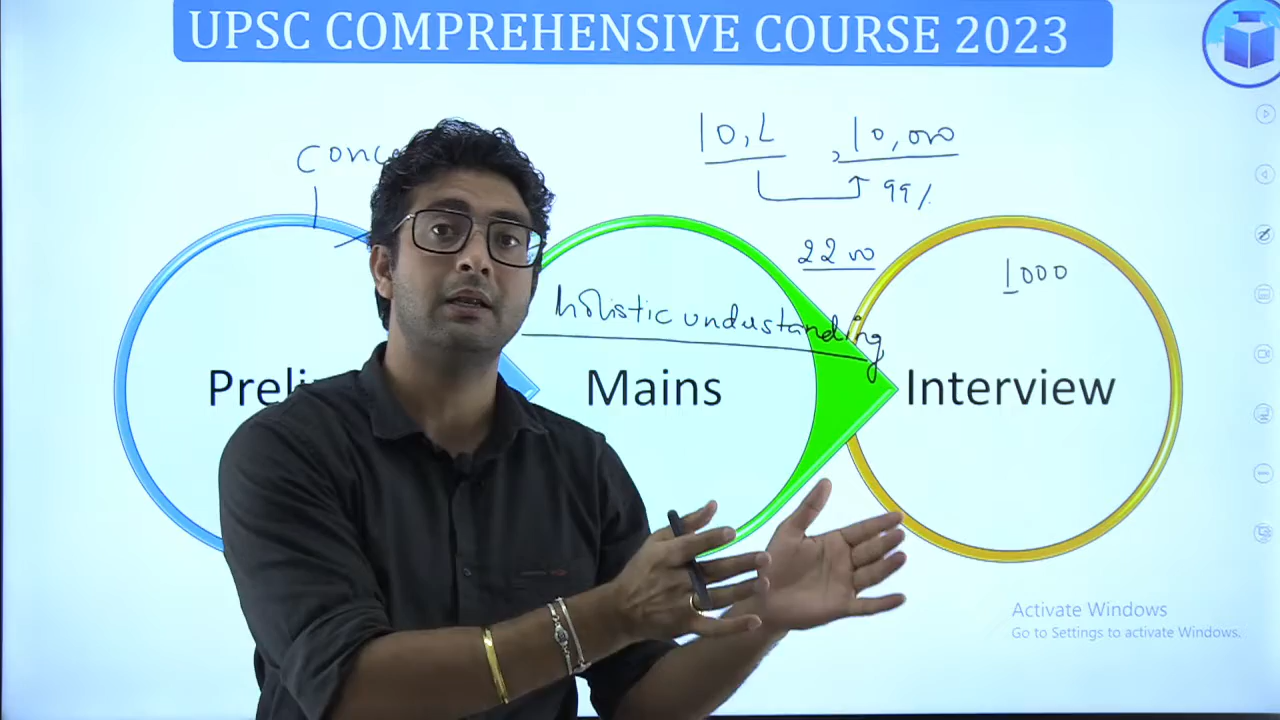 UPSC COMPREHENSIVE COURSE 2023
10, L , 10,000
99%
2200
1000
holistic understanding
Mains
Interview
Activate Windows
Go to Settings to activate Windows.